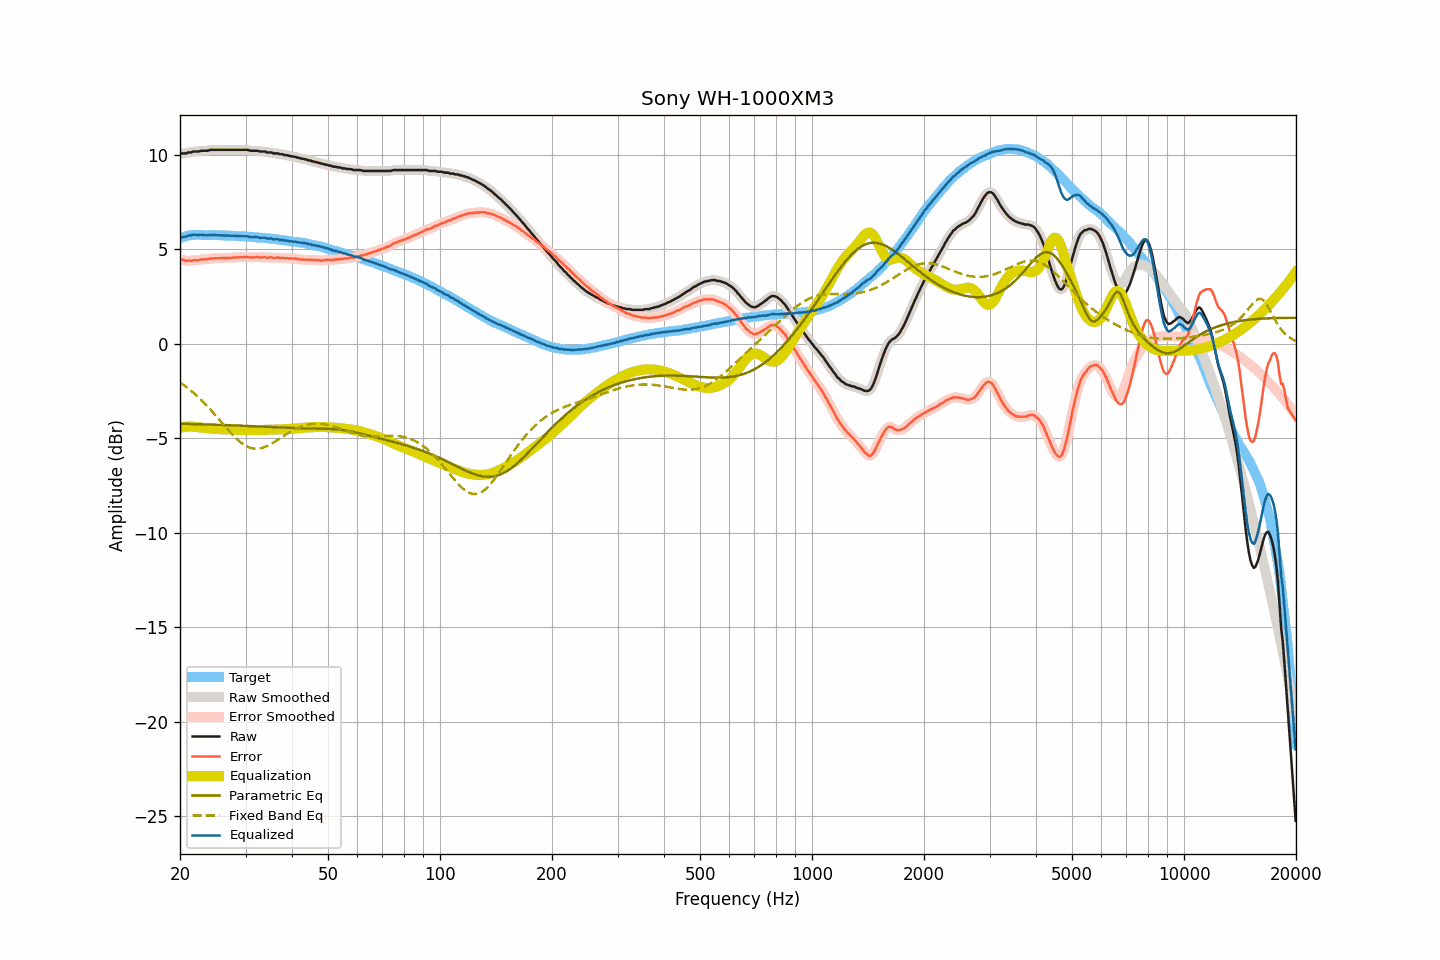 Sony WH-1000XM3
10
5
0
−5
−10
−15
−20
−25
Amplitude (dBr)
Target
Raw Smoothed
Error Smoothed
Raw
Error
Equalization
Parametric Eq
Fixed Band Eq
Equalized
20 50 100 200 500 1000 2000 5000 10000 20000
Frequency (Hz)